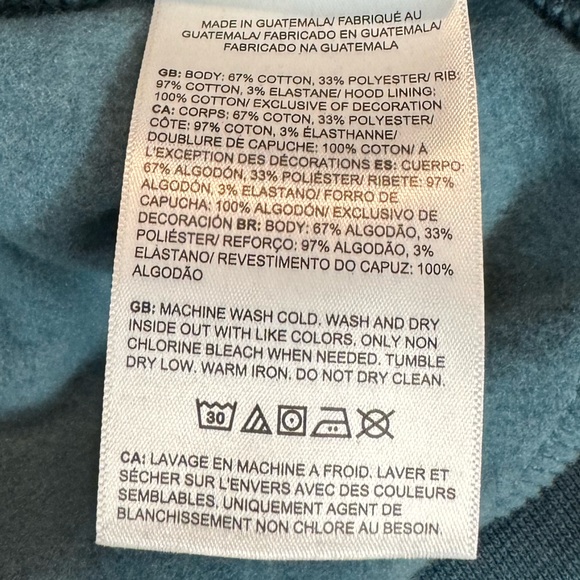 MADE IN GUATEMALA/ FABRIQUÉ AU
GUATEMALA/ FABRICADO EN GUATEMALA/
FABRICADO NA GUATEMALA
GB: BODY: 67% COTTON, 33% POLYESTER/ RIB:
97% COTTON, 3% ELASTANE/ HOOD LINING:
100% COTTON/ EXCLUSIVE OF DECORATION
CA: CORPS: 67% COTON, 33% POLYESTER/
CÔTE: 97% COTON, 3% ÉLASTHANNE/
DOUBLURE DE CAPUCHE: 100% COTON/ À
L'EXCEPTION DES DÉCORATIONS ES: CUERPO:
67% ALGODÓN, 33% POLIÉSTER/ RIBETE: 97%
ALGODÓN, 3% ELASTANO/ FORRO DE
CAPUCHA: 100% ALGODÓN/ EXCLUSIVO DE
DECORACIÓN BR: BODY: 67% ALGODÃO, 33%
POLIÉSTER/ REFORÇO: 97% ALGODÃO, 3%
ELASTANO/ REVESTIMENTO DO CAPUZ: 100%
ALGODÃO
GB: MACHINE WASH COLD. WASH AND DRY
INSIDE OUT WITH LIKE COLORS. ONLY NON
CHLORINE BLEACH WHEN NEEDED. TUMBLE
DRY LOW. WARM IRON. DO NOT DRY CLEAN.
30
CA: LAVAGE EN MACHINE A FROID. LAVER ET
SÉCHER SUR L'ENVERS AVEC DES COULEURS
SEMBLABLES. UNIQUEMENT AGENT DE
BLANCHISSEMENT NON CHLORE AU BESOIN.